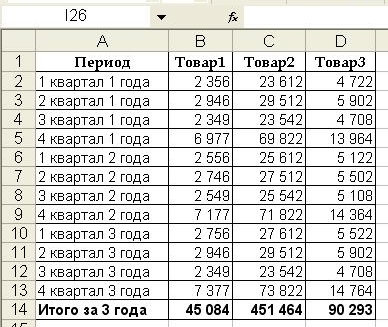 I26 fx
A B C D
1 Период Товар1 Товар2 Товар3
2 1 квартал 1 года 2 356 23 612 4 722
3 2 квартал 1 года 2 946 29 512 5 902
4 3 квартал 1 года 2 349 23 542 4 708
5 4 квартал 1 года 6 977 69 822 13 964
6 1 квартал 2 года 2 556 25 612 5 122
7 2 квартал 2 года 2 746 27 512 5 502
8 3 квартал 2 года 2 549 25 542 5 108
9 4 квартал 2 года 7 177 71 822 14 364
10 1 квартал 3 года 2 756 27 612 5 522
11 2 квартал 3 года 2 946 29 512 5 902
12 3 квартал 3 года 2 349 23 542 4 708
13 4 квартал 3 года 7 377 73 822 14 764
14 Итого за 3 года 45 084 451 464 90 293